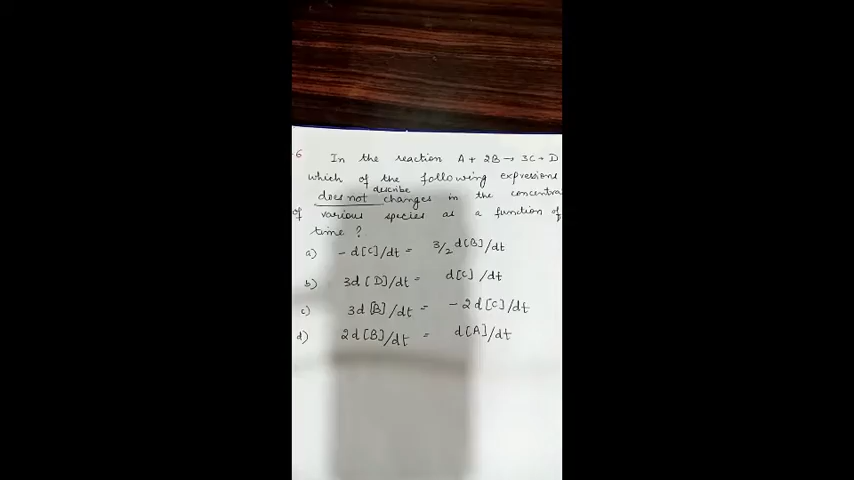 6 In the reaction A + 2B → 3C + D
which of the following expressions
describe
does not changes in the concentra
of various species as a function of
time ?
a) - d[C]/dt = 3/2 d[B]/dt
b) 3d[D]/dt = d[C]/dt
c) 3d[B]/dt = - 2d[C]/dt
d) 2d[B]/dt = d[A]/dt